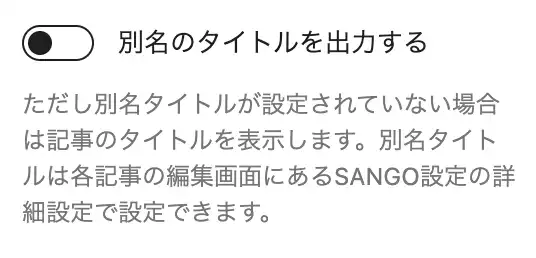 別名のタイトルを出力する
ただし別名タイトルが設定されていない場合
は記事のタイトルを表示します。別名タイト
ルは各記事の編集画面にあるSANGO設定の詳
細設定で設定できます。